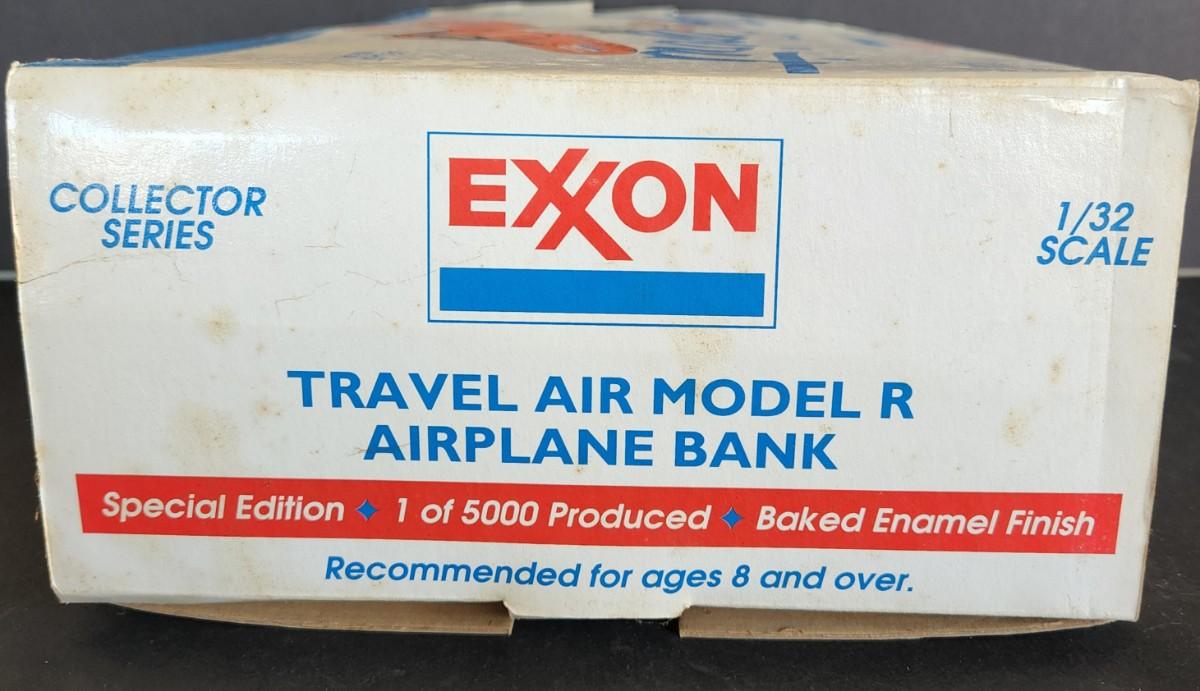 COLLECTOR
SERIES
EXXON
1/32
SCALE
TRAVEL AIR MODEL R
AIRPLANE BANK
Special Edition ✦ 1 of 5000 Produced ✦ Baked Enamel Finish
Recommended for ages 8 and over.